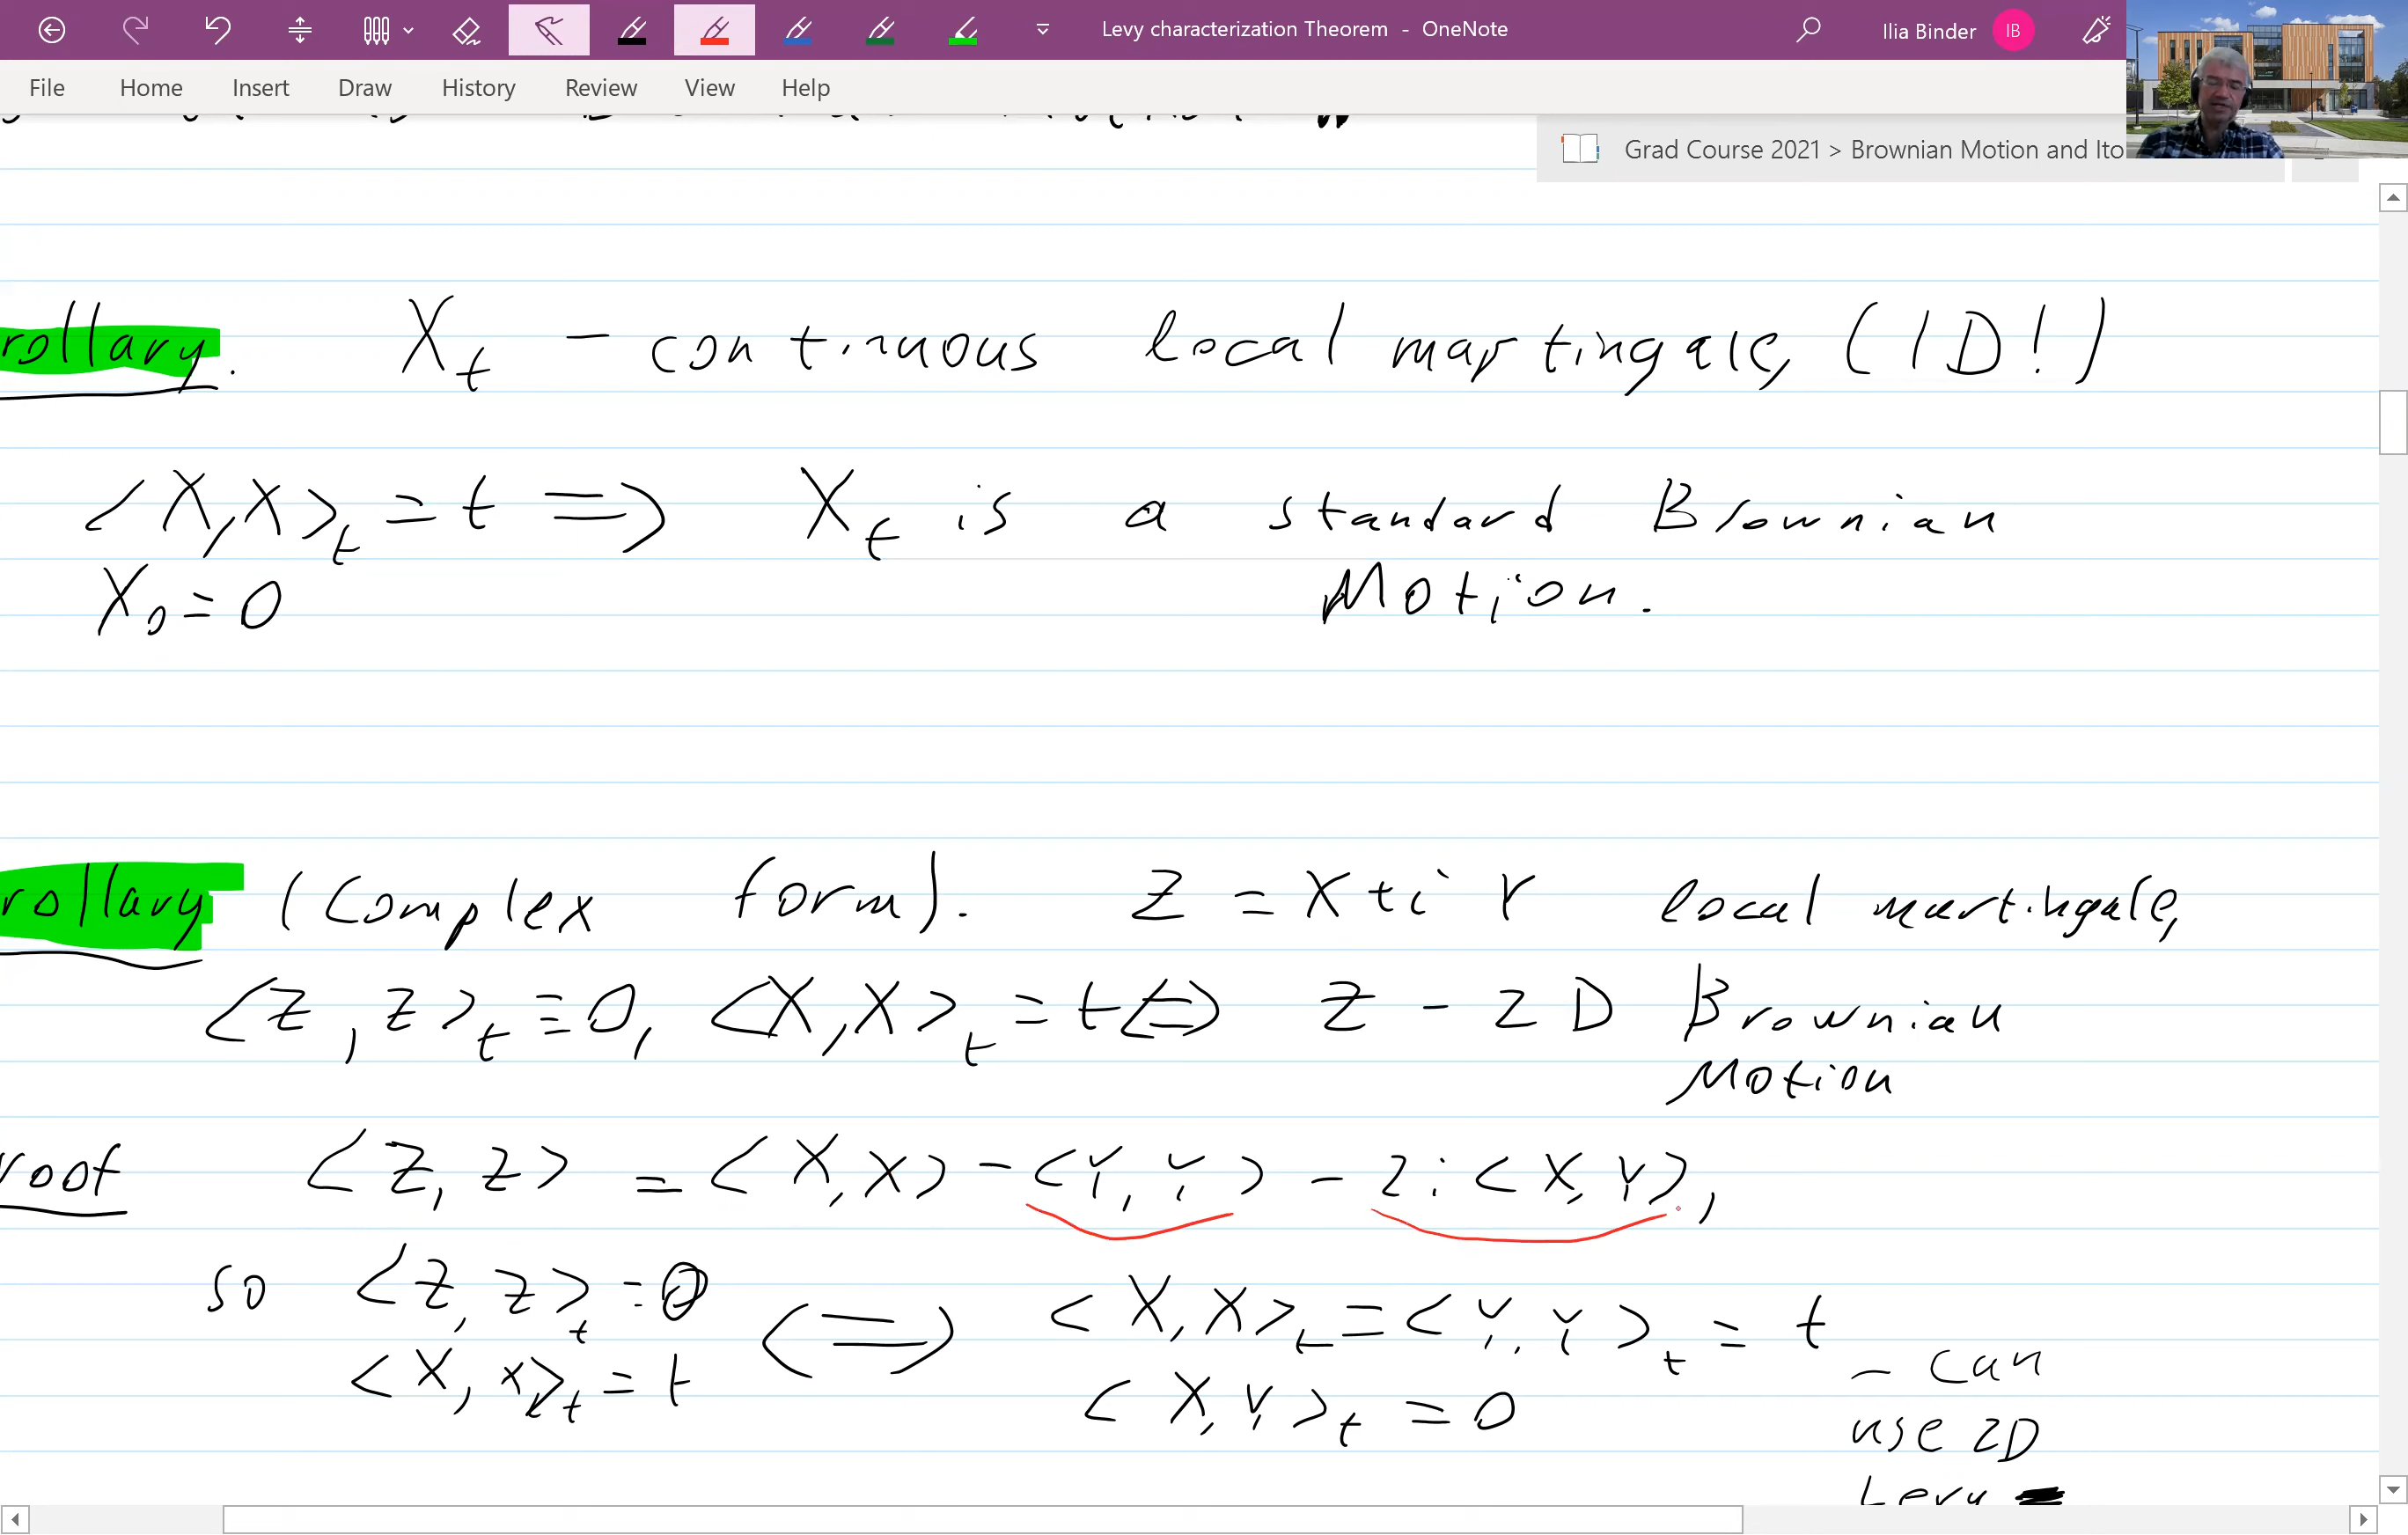 Levy characterization Theorem - OneNote
Ilia Binder IB
File Home Insert Draw History Review View Help
Grad Course 2021 > Brownian Motion and Ito
rollary. X_t - continuous local martingale, (1D!)
<X,X>_t = t => X_t is a standard Brownian
X_0 = 0 Motion.
rollary (Complex form). Z = X + i Y local martingale,
<Z, Z>_t ≡ 0, <X, X>_t = t <=> Z - 2D Brownian
Motion
roof <Z, Z> = <X, X> - <Y, Y> - 2i <X, Y>,
so <Z, Z>_t = 0 <=> <X, X>_t = <Y, Y>_t = t
<X, X>_t = t <X, Y>_t = 0 - can
use 2D
Levy